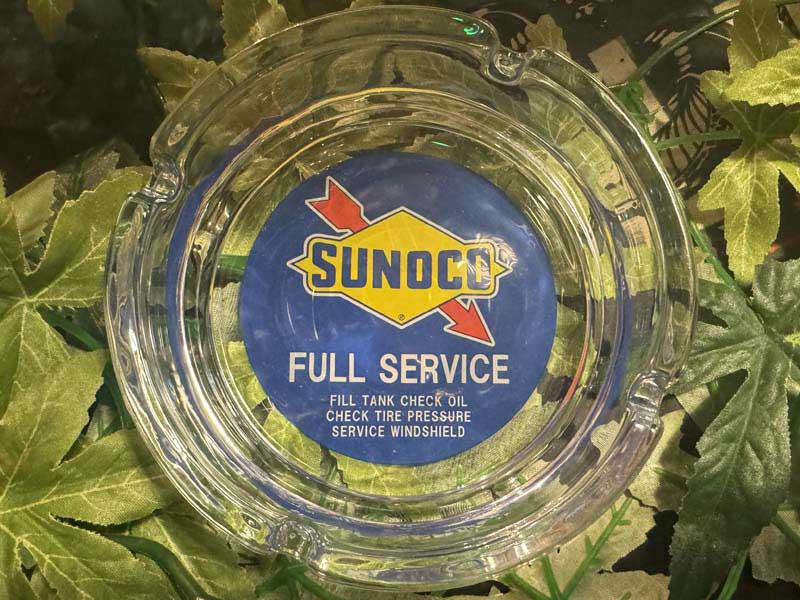 SUNOCO
®
FULL SERVICE
FILL TANK CHECK OIL
CHECK TIRE PRESSURE
SERVICE WINDSHIELD